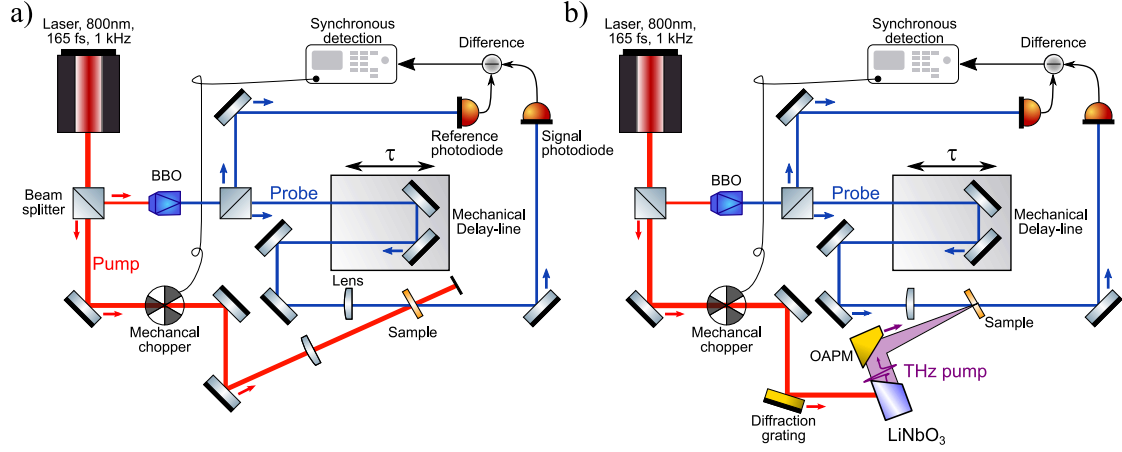 a)
Laser, 800nm,
165 fs, 1 kHz
Synchronous
detection
Difference
Reference
photodiode
Signal
photodiode
BBO
Beam
splitter
Probe
τ
Mechanical
Delay-line
Pump
Lens
Mechancal
chopper
Sample
b)
Laser, 800nm,
165 fs, 1 kHz
Synchronous
detection
Difference
BBO
Probe
τ
Mechanical
Delay-line
Mechancal
chopper
Sample
OAPM
THz pump
Diffraction
grating
LiNbO₃